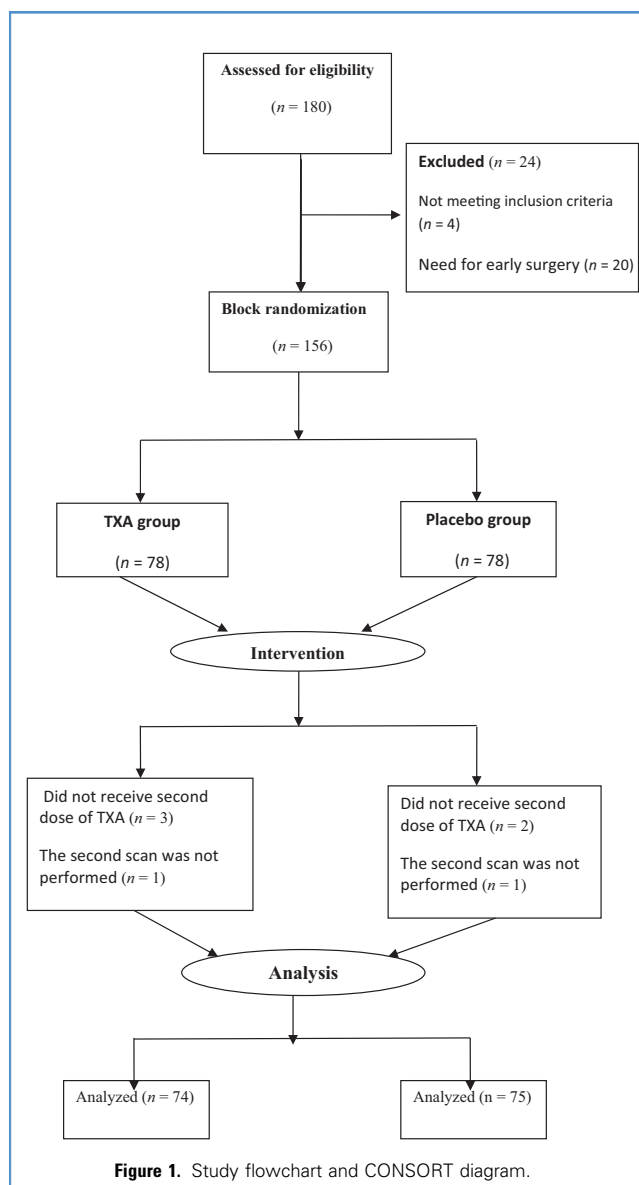 Assessed for eligibility
(n = 180)
Excluded (n = 24)
Not meeting inclusion criteria
(n = 4)
Need for early surgery (n = 20)
Block randomization
(n = 156)
TXA group
(n = 78)
Placebo group
(n = 78)
Intervention
Did not receive second
dose of TXA (n = 3)
The second scan was not
performed (n = 1)
Did not receive second
dose of TXA (n = 2)
The second scan was not
performed (n = 1)
Analysis
Analyzed (n = 74)
Analyzed (n = 75)
Figure 1. Study flowchart and CONSORT diagram.